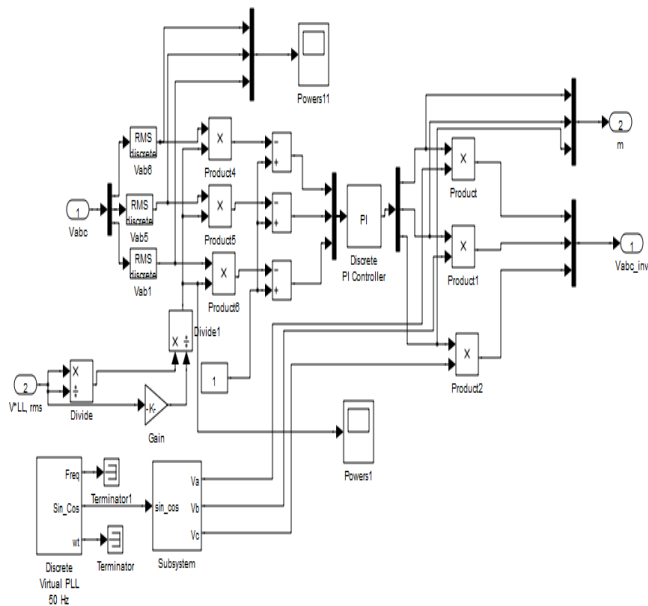 Powers11
RMS
discrete
Vab6
×
Product4
−
+
1
Vabc
RMS
discrete
Vab5
×
Product5
−
+
PI
Discrete
PI Controller
RMS
discrete
Vab1
×
Product6
−
+
2
m
×
Product
×
Product1
1
Vabc_inv
×
Product2
× ÷
Divide1
1
2
V*LL, rms
×
÷
Divide
-K-
Gain
Powers1
Freq
Sin_Cos
wt
Discrete
Virtual PLL
50 Hz
Terminator1
Terminator
sin_cos
Va
Vb
Vc
Subsystem